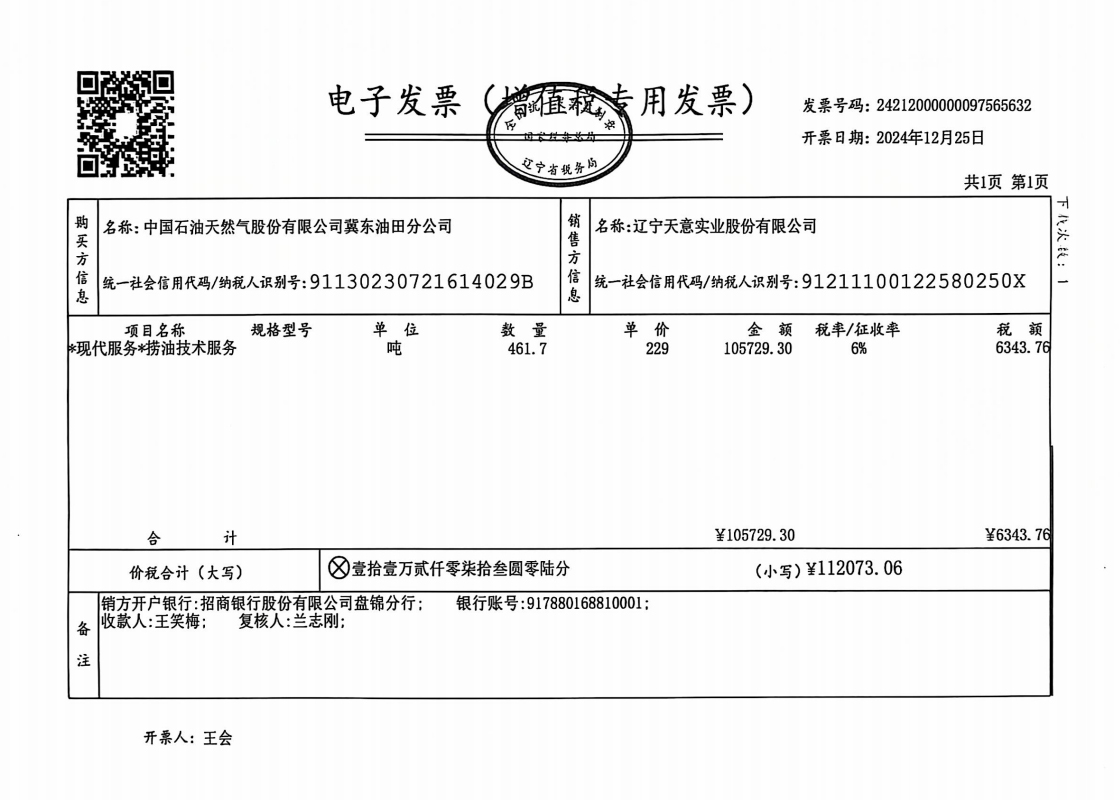 电子发票（增值税专用发票）
国家税务总局
辽宁省税务局
发票号码：24212000000097565632
开票日期：2024年12月25日
共1页 第1页
下载次数：1
购买方信息
名称:中国石油天然气股份有限公司冀东油田分公司
统一社会信用代码/纳税人识别号:91130230721614029B
销售方信息
名称:辽宁天意实业股份有限公司
统一社会信用代码/纳税人识别号:91211100122580250X
项目名称 规格型号 单 位 数 量 单 价 金 额 税率/征收率 税 额
*现代服务*捞油技术服务 吨 461.7 229 105729.30 6% 6343.76
合 计 ¥105729.30 ¥6343.76
价税合计（大写） ⊗壹拾壹万贰仟零柒拾叁圆零陆分 （小写）¥112073.06
备注
销方开户银行:招商银行股份有限公司盘锦分行; 银行账号:917880168810001;
收款人:王笑梅; 复核人:兰志刚;
开票人：王会